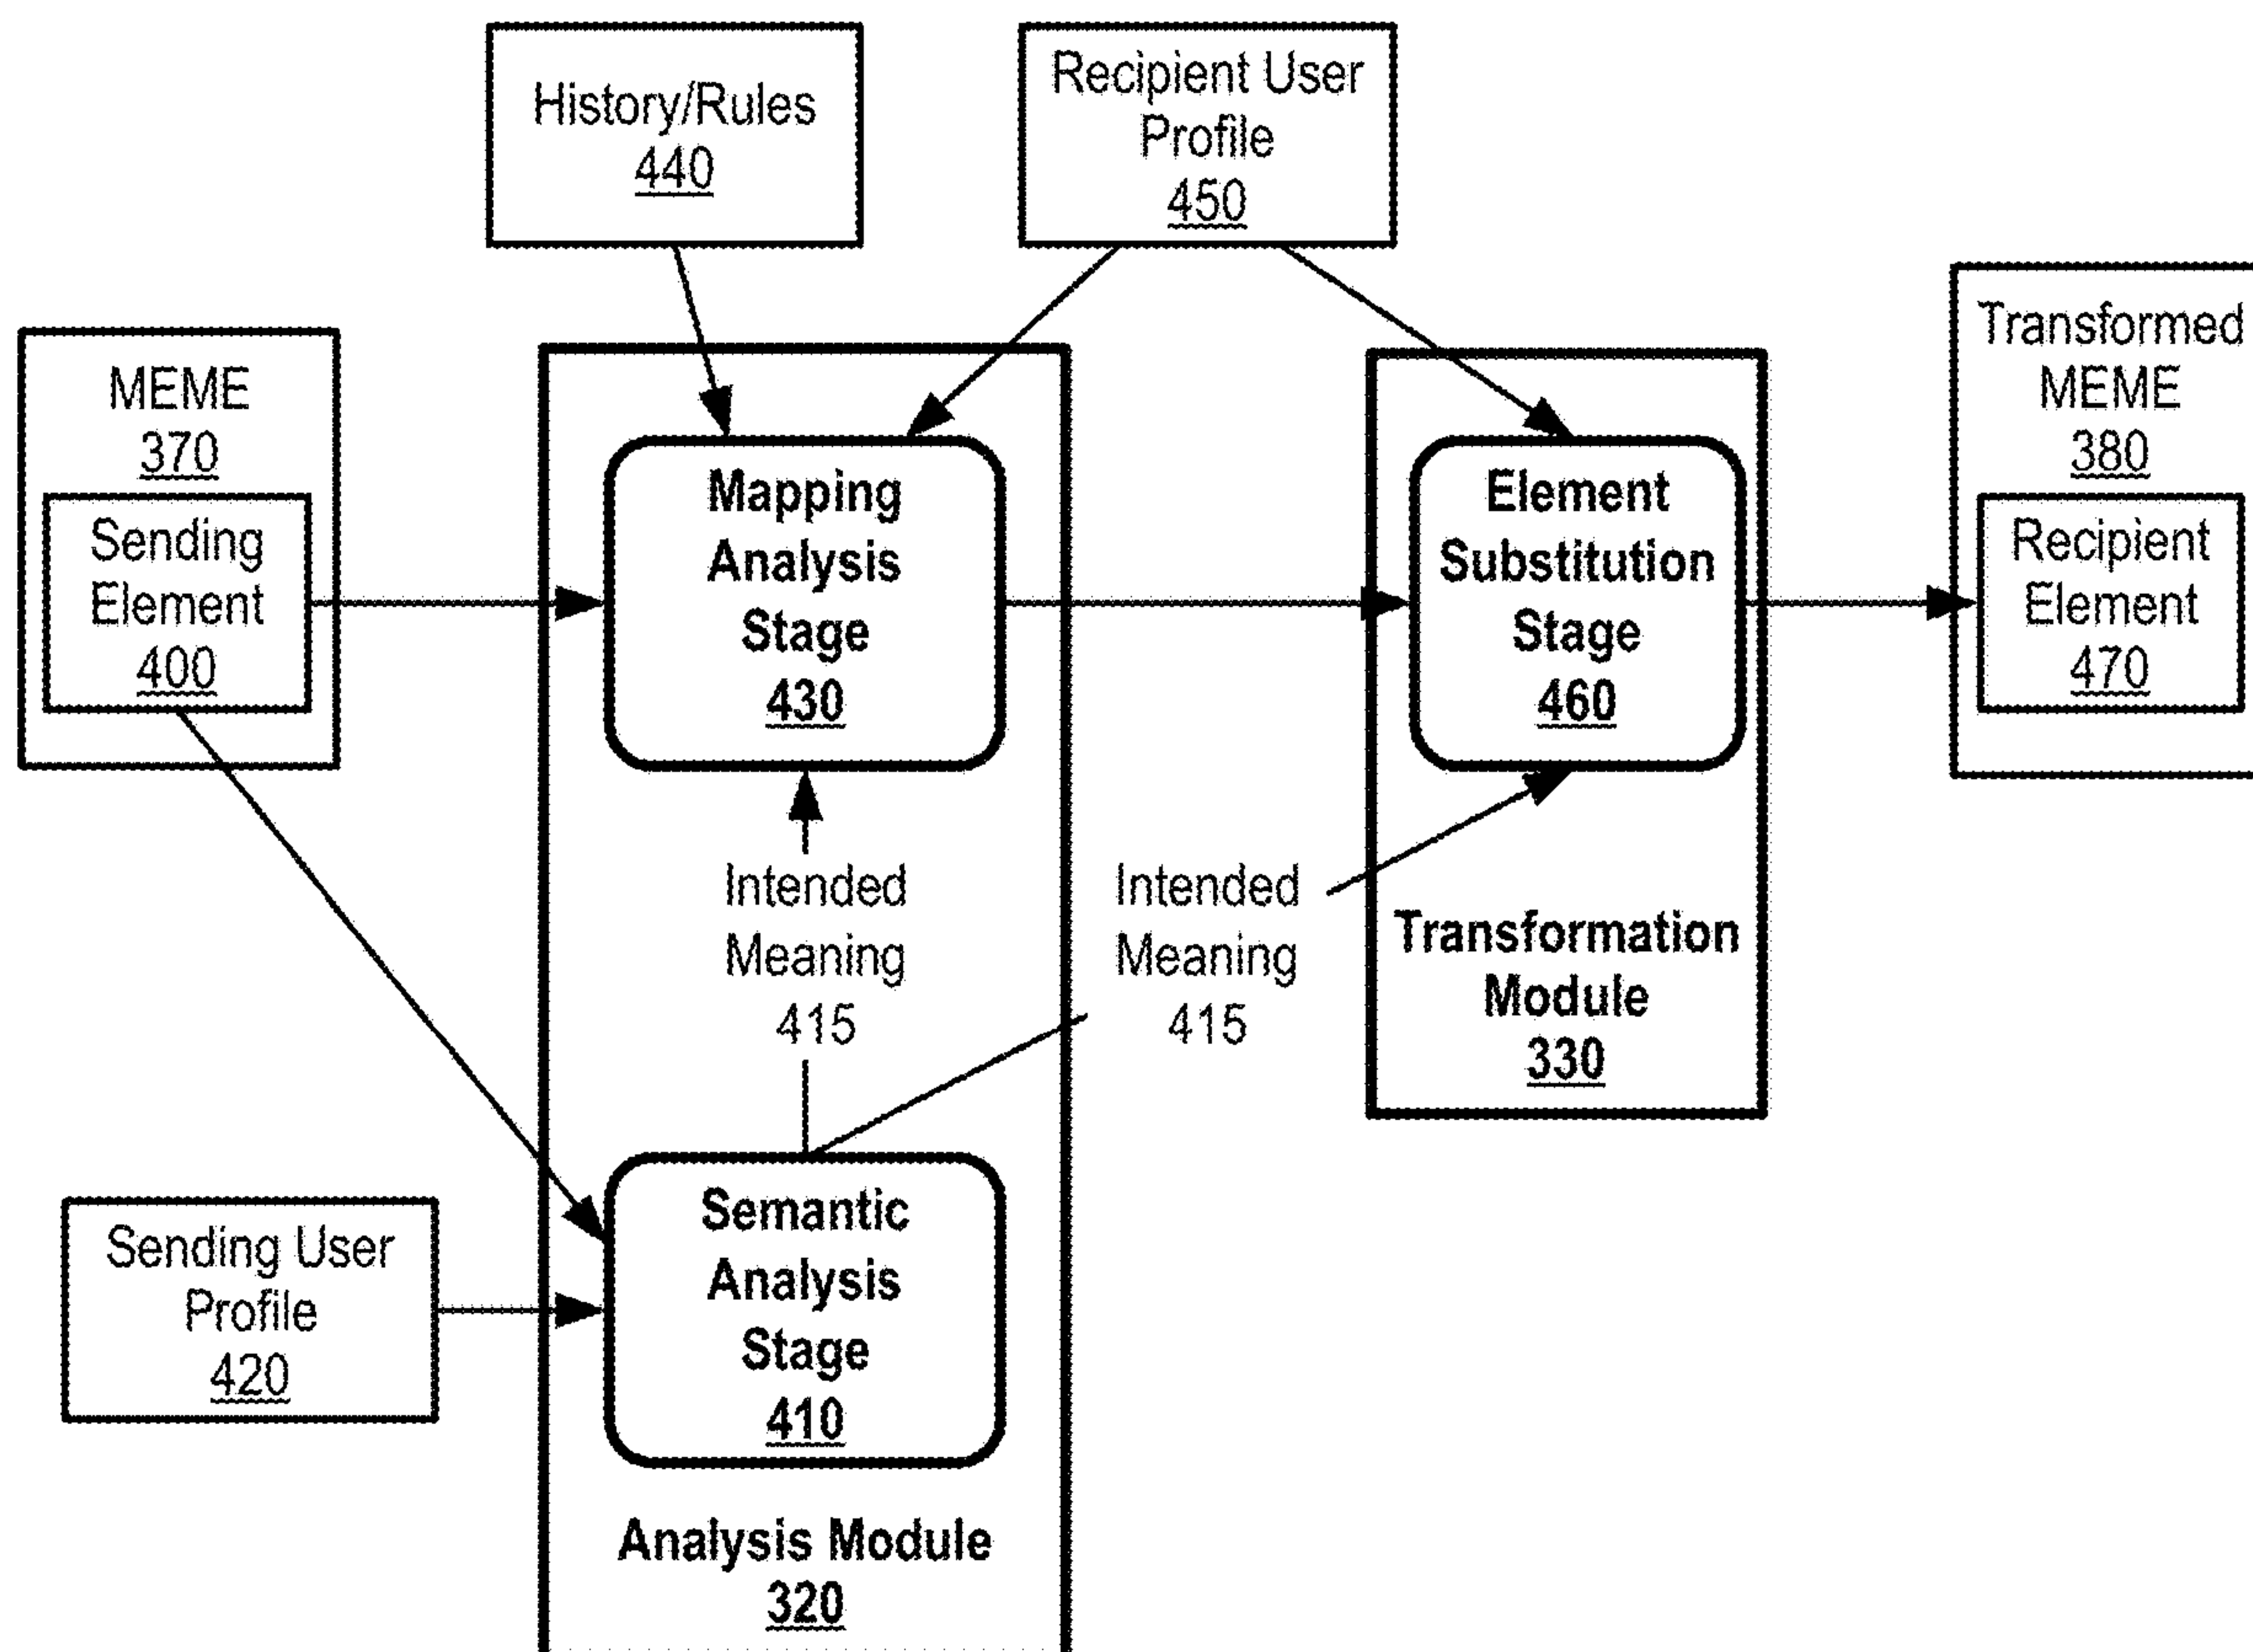 History/Rules
440
Recipient User
Profile
450
MEME
370
Sending
Element
400
Mapping
Analysis
Stage
430
Element
Substitution
Stage
460
Transformed
MEME
380
Recipient
Element
470
Intended
Meaning
415
Intended
Meaning
415
Transformation
Module
330
Sending User
Profile
420
Semantic
Analysis
Stage
410
Analysis Module
320